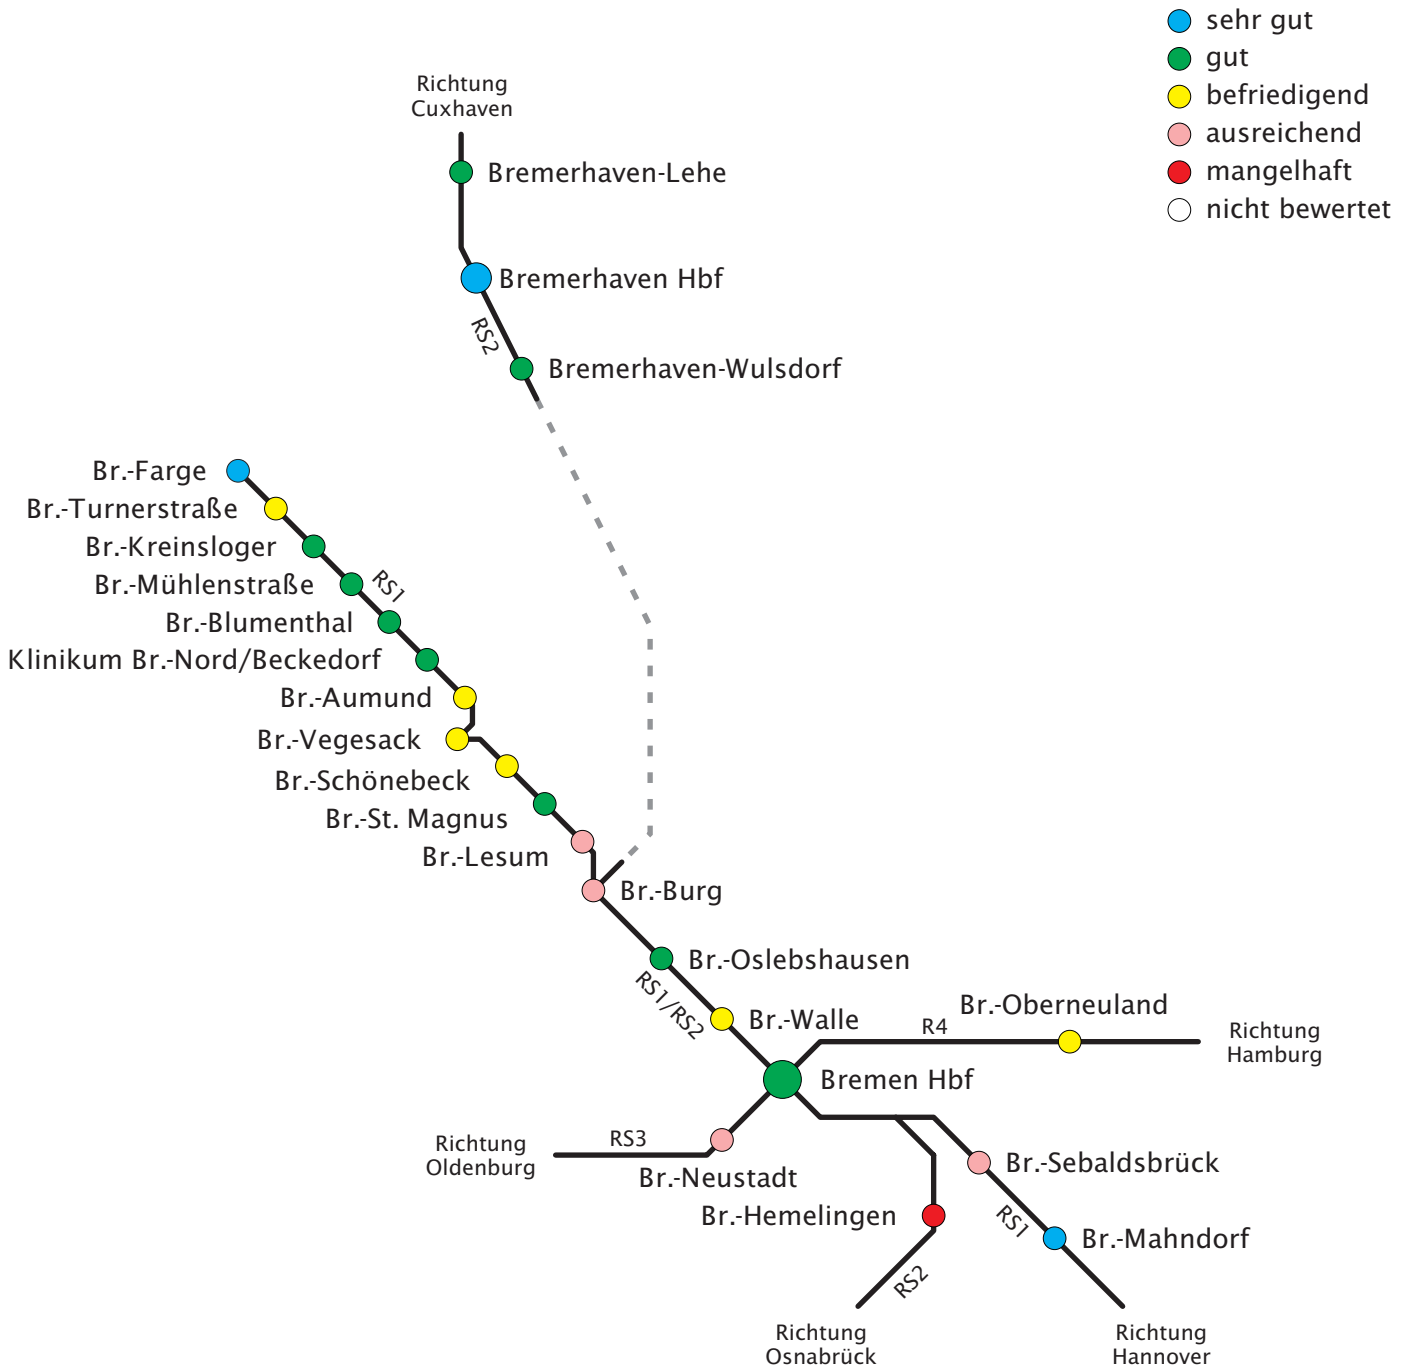 sehr gut
gut
befriedigend
ausreichend
mangelhaft
nicht bewertet
Richtung
Cuxhaven
Bremerhaven-Lehe
Bremerhaven Hbf
RS2
Bremerhaven-Wulsdorf
Br.-Farge
Br.-Turnerstraße
Br.-Kreinsloger
Br.-Mühlenstraße
RS1
Br.-Blumenthal
Klinikum Br.-Nord/Beckedorf
Br.-Aumund
Br.-Vegesack
Br.-Schönebeck
Br.-St. Magnus
Br.-Lesum
Br.-Burg
Br.-Oslebshausen
RS1/RS2
Br.-Walle
Br.-Oberneuland
R4
Richtung
Hamburg
Bremen Hbf
RS3
Richtung
Oldenburg
Br.-Neustadt
Br.-Sebaldsbrück
Br.-Hemelingen
RS1
Br.-Mahndorf
RS2
Richtung
Osnabrück
Richtung
Hannover